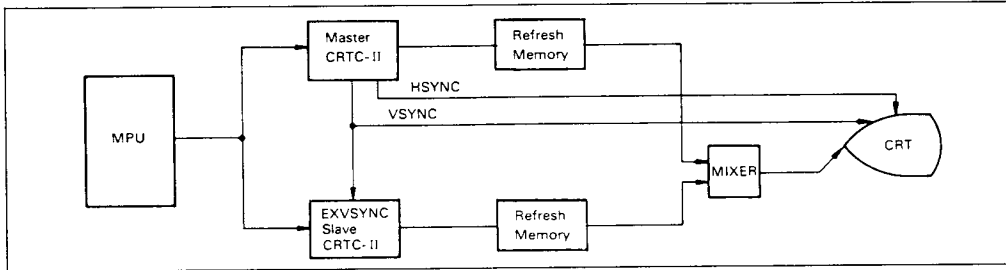 Master
CRTC-II
Refresh
Memory
HSYNC
VSYNC
MPU
CRT
MIXER
EXVSYNC
Slave
CRTC-II
Refresh
Memory